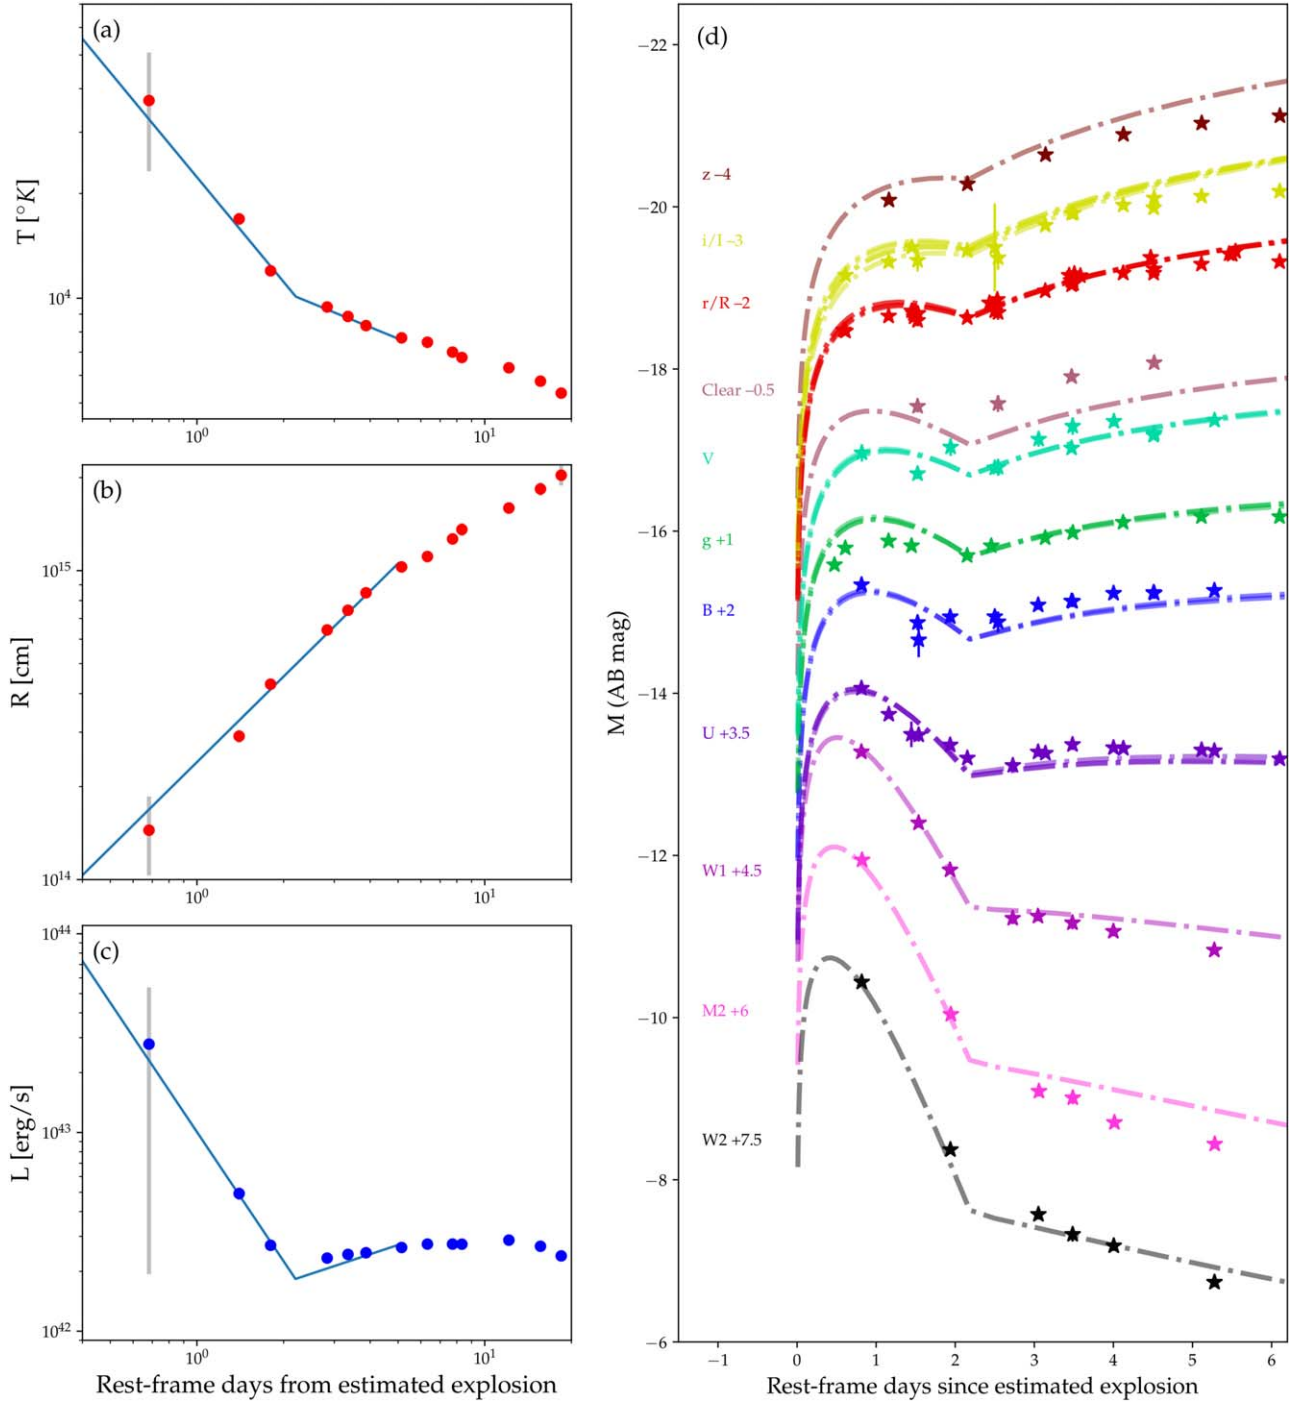 (a)
T [°K]
10⁴
10⁰
10¹
(b)
R [cm]
10¹⁵
10¹⁴
10⁰
10¹
(c)
L [erg/s]
10⁴⁴
10⁴³
10⁴²
10⁰
10¹
Rest-frame days from estimated explosion
(d)
M (AB mag)
−22
−20
−18
−16
−14
−12
−10
−8
−6
z −4
i/I −3
r/R −2
Clear −0.5
V
g +1
B +2
U +3.5
W1 +4.5
M2 +6
W2 +7.5
−1
0
1
2
3
4
5
6
Rest-frame days since estimated explosion